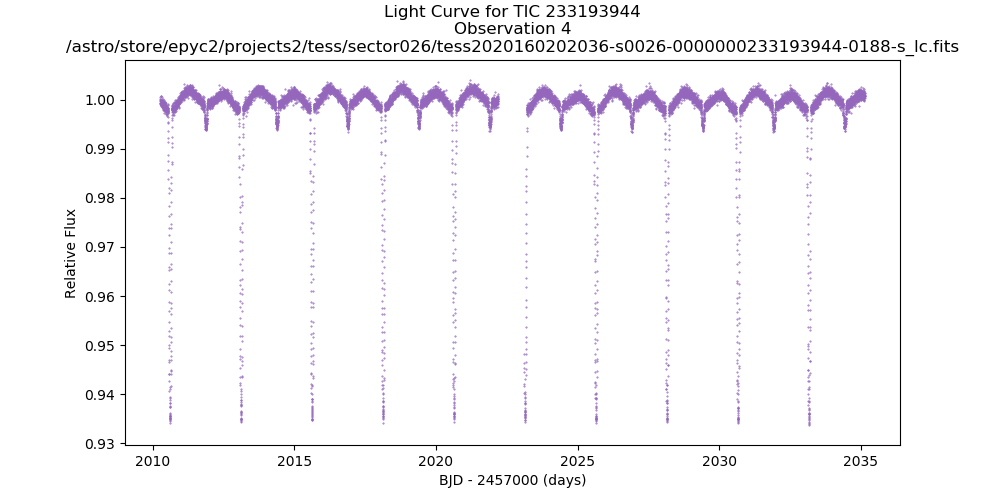 Light Curve for TIC 233193944
Observation 4
/astro/store/epyc2/projects2/tess/sector026/tess2020160202036-s0026-0000000233193944-0188-s_lc.fits
1.00
0.99
0.98
0.97
0.96
0.95
0.94
0.93
Relative Flux
2010
2015
2020
2025
2030
2035
BJD - 2457000 (days)